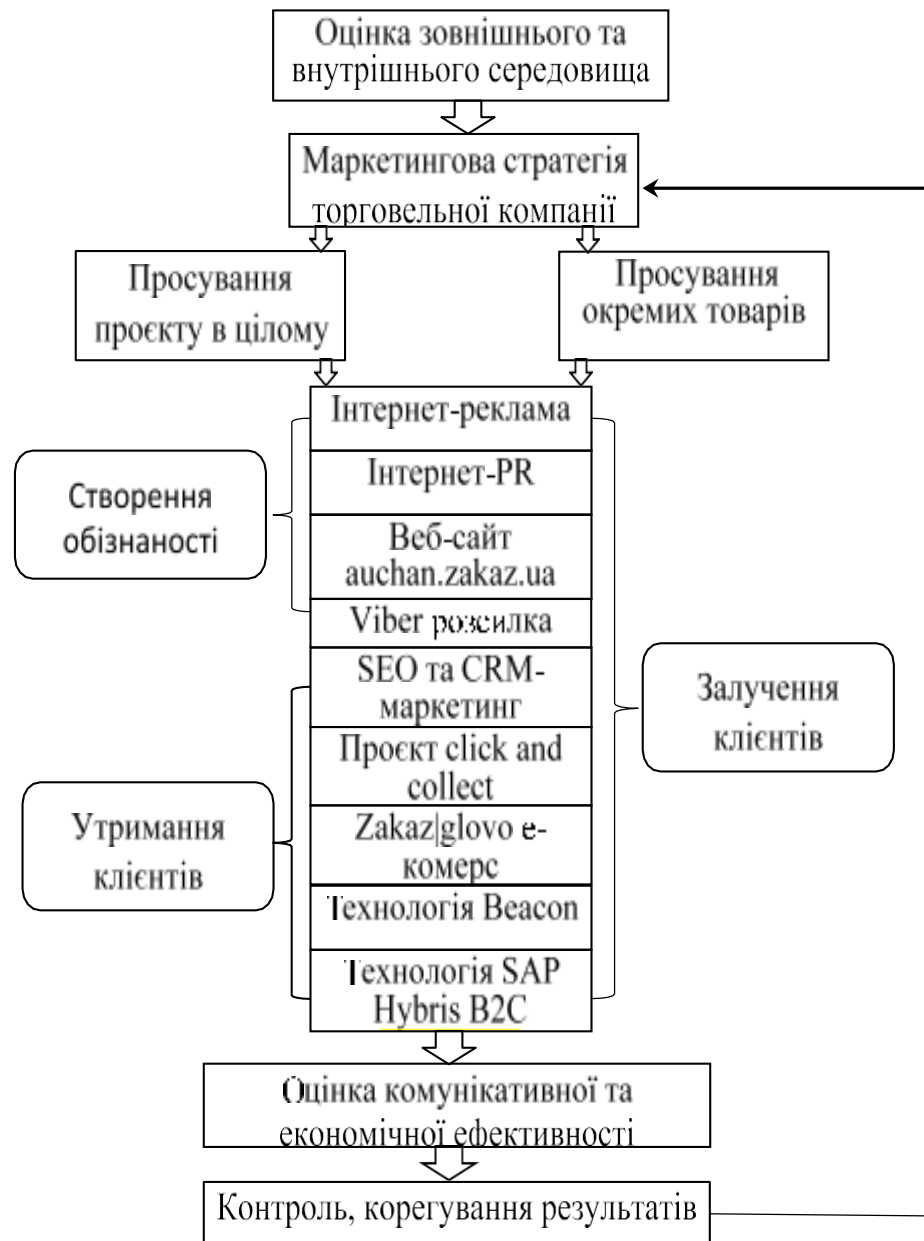 Оцінка зовнішнього та
внутрішнього середовища
Маркетингова стратегія
торговельної компанії
Просування
проєкту в цілому
Просування
окремих товарів
Інтернет-реклама
Інтернет-PR
Веб-сайт
auchan.zakaz.ua
Viber розсилка
SEO та CRM-
маркетинг
Проєкт click and
collect
Zakaz|glovo е-
комерс
Технологія Beacon
Технологія SAP
Hybris B2C
Створення
обізнаності
Утримання
клієнтів
Залучення
клієнтів
Оцінка комунікативної та
економічної ефективності
Контроль, корегування результатів